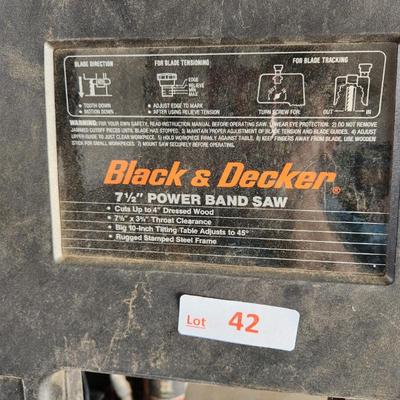 BLADE DIRECTION
FOR BLADE TENSIONING
FOR BLADE TRACKING
EDGE
RELIEVE
MAX
TOOTH DOWN
MOTION DOWN
ADJUST EDGE TO MARK
AFTER USING RELIEVE TENSION
TURN SCREW FOR:
OUT
IN
WARNING: FOR YOUR OWN SAFETY, READ INSTRUCTION MANUAL BEFORE OPERATING SAW. 1) WEAR EYE PROTECTION. 2) DO NOT REMOVE
JAMMED CUTOFF PIECES UNTIL BLADE HAS STOPPED. 3) MAINTAIN PROPER ADJUSTMENT OF BLADE TENSION AND BLADE GUIDES. 4) ADJUST
UPPER GUIDE TO JUST CLEAR WORKPIECE. 5) HOLD WORKPIECE FIRMLY AGAINST TABLE. 6) KEEP FINGERS AWAY FROM BLADE, USE WOODEN
STICK FOR SMALL WORKPIECES. 7) MOUNT SAW SECURELY BEFORE OPERATING.
Black & Decker®
7½" POWER BAND SAW
• Cuts Up to 4" Dressed Wood
• Throat Clearance
• Big 10-Inch Tilting Table Adjusts to 45°
• Rugged Stamped Steel Frame
Lot 42